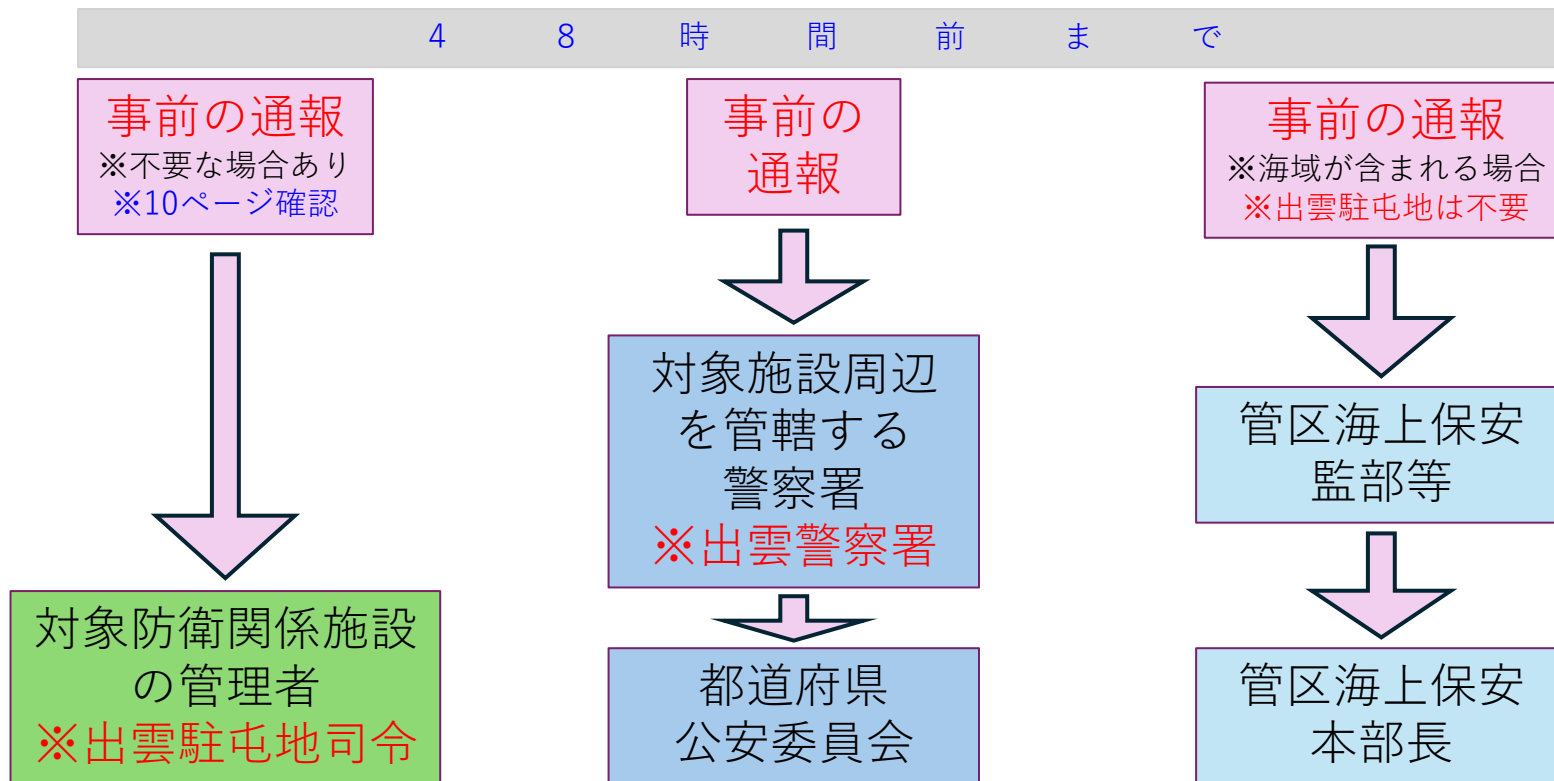 48時間前まで
事前の通報
※不要な場合あり
※10ページ確認
対象防衛関係施設
の管理者
※出雲駐屯地司令
事前の
通報
対象施設周辺
を管轄する
警察署
※出雲警察署
都道府県
公安委員会
事前の通報
※海域が含まれる場合
※出雲駐屯地は不要
管区海上保安
監部等
管区海上保安
本部長